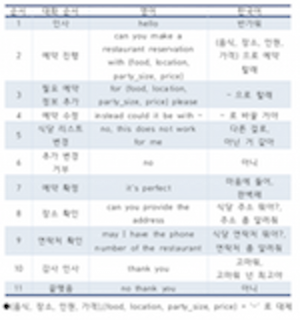 순서 대화 순서 영어 한국어
1 인사 hello 반가워
2 예약 진행 can you make a restaurant reservation with (food, location, party_size, price) (음식, 장소, 인원, 가격) 으로 예약 할래
3 필요 예약 정보 추가 for (food, location, party_size, price) please ~ 으로 할래
4 예약 수정 instead could it be with ~ ~ 로 바꿀 거야
5 식당 리스트 변경 no, this does not work for me 다른 걸로, 아닌 거 같아
6 추가 변경 거부 no 아니
7 예약 확정 it's perfect 마음에 들어, 완벽해
8 장소 확인 can you provide the address 식당 주소 뭐야?, 주소 좀 알려줘
9 연락처 확인 may I have the phone number of the restaurant 식당 연락처 뭐야?, 연락처 좀 알려줘
10 감사 인사 thank you 고마워, 고마워 넌 최고야
11 끝맺음 no thank you 아니
◆(음식, 장소, 인원, 가격),(food, location, party_size, price) = '~' 로 대체